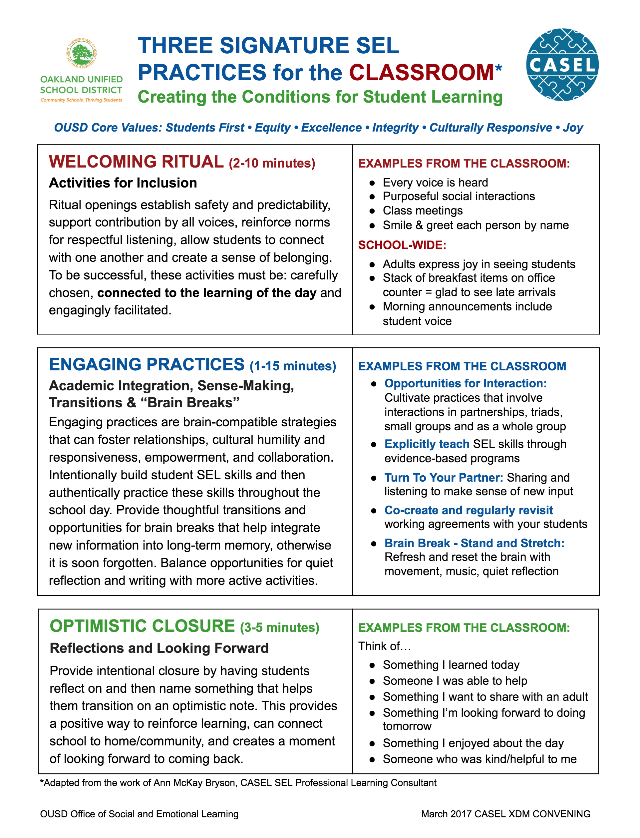 OAKLAND UNIFIED
SCHOOL DISTRICT
Community Schools, Thriving Students
THREE SIGNATURE SEL
PRACTICES for the CLASSROOM*
Creating the Conditions for Student Learning
CASEL
OUSD Core Values: Students First • Equity • Excellence • Integrity • Culturally Responsive • Joy
WELCOMING RITUAL (2-10 minutes)
Activities for Inclusion
Ritual openings establish safety and predictability,
support contribution by all voices, reinforce norms
for respectful listening, allow students to connect
with one another and create a sense of belonging.
To be successful, these activities must be: carefully
chosen, connected to the learning of the day and
engagingly facilitated.
EXAMPLES FROM THE CLASSROOM:
● Every voice is heard
● Purposeful social interactions
● Class meetings
● Smile & greet each person by name
SCHOOL-WIDE:
● Adults express joy in seeing students
● Stack of breakfast items on office
counter = glad to see late arrivals
● Morning announcements include
student voice
ENGAGING PRACTICES (1-15 minutes)
Academic Integration, Sense-Making,
Transitions & “Brain Breaks”
Engaging practices are brain-compatible strategies
that can foster relationships, cultural humility and
responsiveness, empowerment, and collaboration.
Intentionally build student SEL skills and then
authentically practice these skills throughout the
school day. Provide thoughtful transitions and
opportunities for brain breaks that help integrate
new information into long-term memory, otherwise
it is soon forgotten. Balance opportunities for quiet
reflection and writing with more active activities.
EXAMPLES FROM THE CLASSROOM
● Opportunities for Interaction:
Cultivate practices that involve
interactions in partnerships, triads,
small groups and as a whole group
● Explicitly teach SEL skills through
evidence-based programs
● Turn To Your Partner: Sharing and
listening to make sense of new input
● Co-create and regularly revisit
working agreements with your students
● Brain Break - Stand and Stretch:
Refresh and reset the brain with
movement, music, quiet reflection
OPTIMISTIC CLOSURE (3-5 minutes)
Reflections and Looking Forward
Provide intentional closure by having students
reflect on and then name something that helps
them transition on an optimistic note. This provides
a positive way to reinforce learning, can connect
school to home/community, and creates a moment
of looking forward to coming back.
EXAMPLES FROM THE CLASSROOM:
Think of…
● Something I learned today
● Someone I was able to help
● Something I want to share with an adult
● Something I’m looking forward to doing
tomorrow
● Something I enjoyed about the day
● Someone who was kind/helpful to me
*Adapted from the work of Ann McKay Bryson, CASEL SEL Professional Learning Consultant
OUSD Office of Social and Emotional Learning
March 2017 CASEL XDM CONVENING